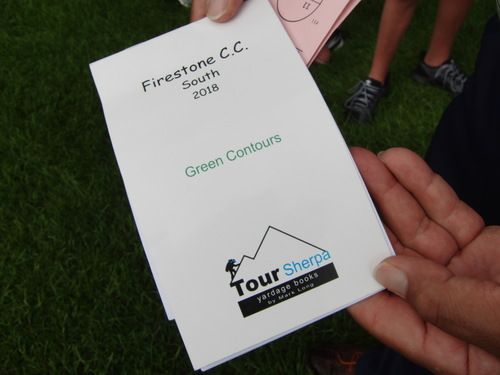 Firestone C.C.
South
2018
Green Contours
Tour Sherpa
yardage books
by Mark Long